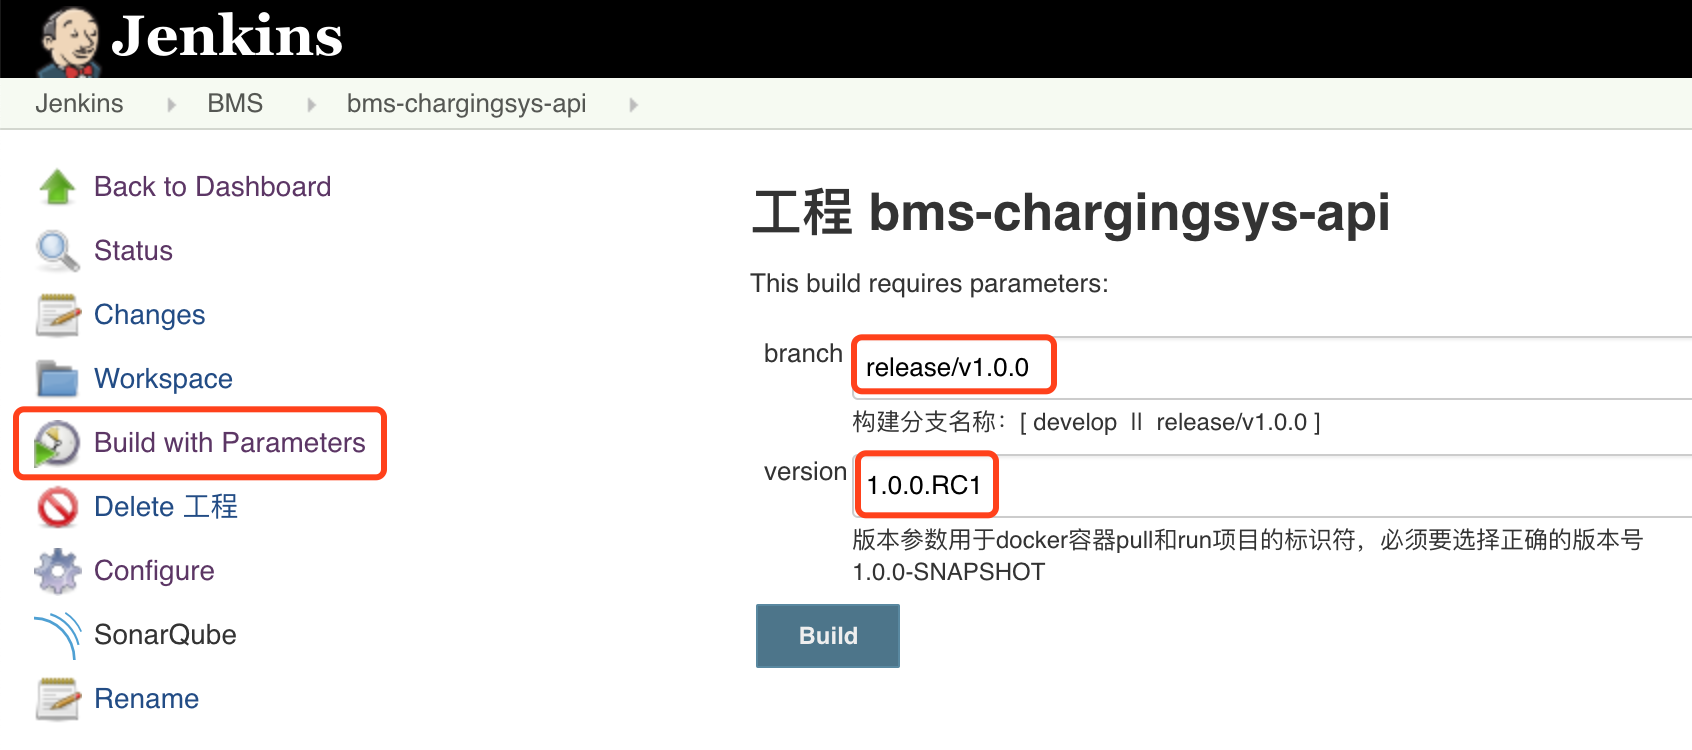 Jenkins
Jenkins BMS bms-chargingsys-api
Back to Dashboard
Status
Changes
Workspace
Build with Parameters
Delete 工程
Configure
SonarQube
Rename
工程 bms-chargingsys-api
This build requires parameters:
branch release/v1.0.0
构建分支名称：[ develop || release/v1.0.0 ]
version 1.0.0.RC1
版本参数用于docker容器pull和run项目的标识符，必须要选择正确的版本号
1.0.0-SNAPSHOT
Build